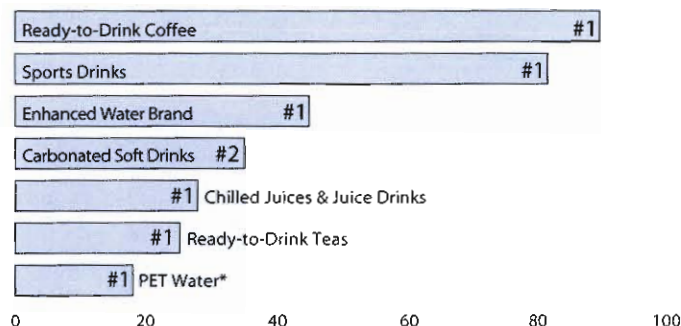 Ready-to-Drink Coffee #1
Sports Drinks #1
Enhanced Water Brand #1
Carbonated Soft Drinks #2
#1 Chilled Juices & Juice Drinks
#1 Ready-to-Drink Teas
#1 PET Water*
0 20 40 60 80 100